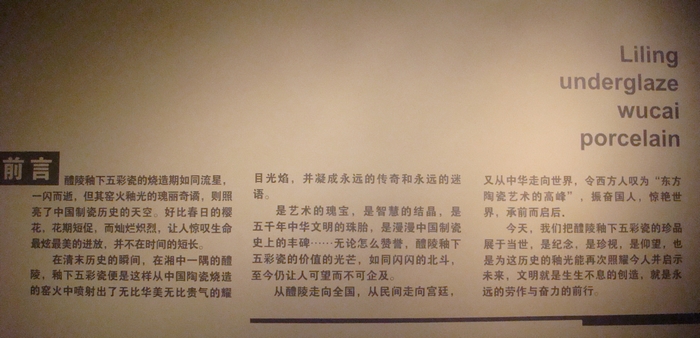 Liling
underglaze
wucai
porcelain
前言
醴陵釉下五彩瓷的烧造期如同流星，
一闪而逝，但其窑火釉光的瑰丽奇谲，则照
亮了中国制瓷历史的天空。好比春日的樱
花，花期短促，而灿烂炽烈，让人惊叹生命
最炫最美的迸放，并不在时间的短长。
在清末历史的瞬间，在湘中一隅的醴
陵，釉下五彩瓷便是这样从中国陶瓷烧造
的窑火中喷射出了无比华美无比贵气的耀
目光焰，并凝成永远的传奇和永远的迷
语。
是艺术的瑰宝，是智慧的结晶，是
五千年中华文明的珠胎，是漫漫中国制瓷
史上的丰碑……无论怎么赞誉，醴陵釉下
五彩瓷的价值的光芒，如同闪闪的北斗，
至今仍让人可望而不可企及。
从醴陵走向全国，从民间走向宫廷，
又从中华走向世界，令西方人叹为“东方
陶瓷艺术的高峰”，振奋国人，惊艳世
界，承前而启后。
今天，我们把醴陵釉下五彩瓷的珍品
展于当世，是纪念，是珍视，是仰望，也
是为这历史的釉光能再次照耀今人并启示
未来，文明就是生生不息的创造，就是永
远的劳作与奋力的前行。